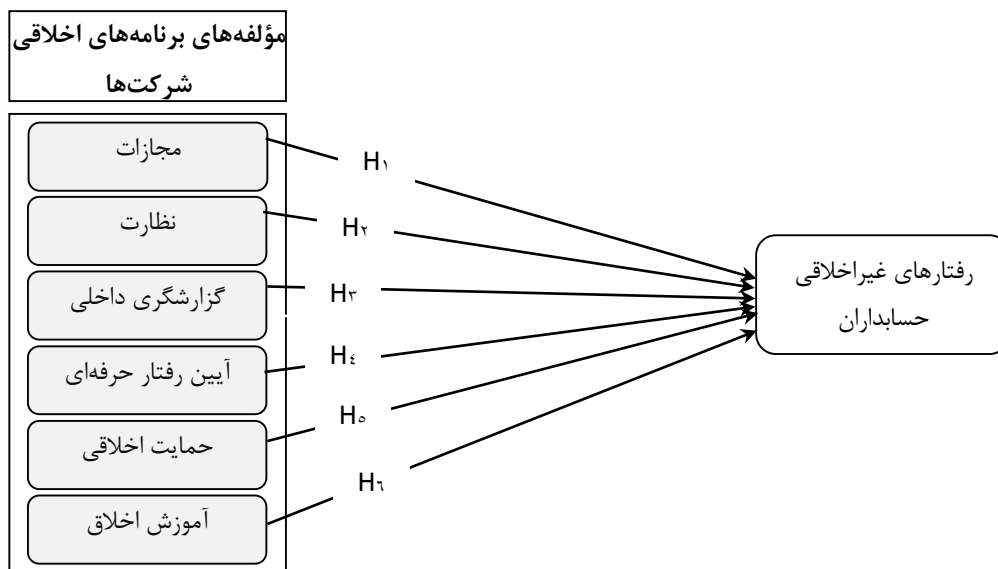 مؤلفه‌های برنامه‌های اخلاقی
شرکت‌ها
مجازات
نظارت
گزارشگری داخلی
آیین رفتار حرفه‌ای
حمایت اخلاقی
آموزش اخلاق
H۱
H۲
H۳
H٤
H٥
H٦
رفتارهای غیراخلاقی
حسابداران